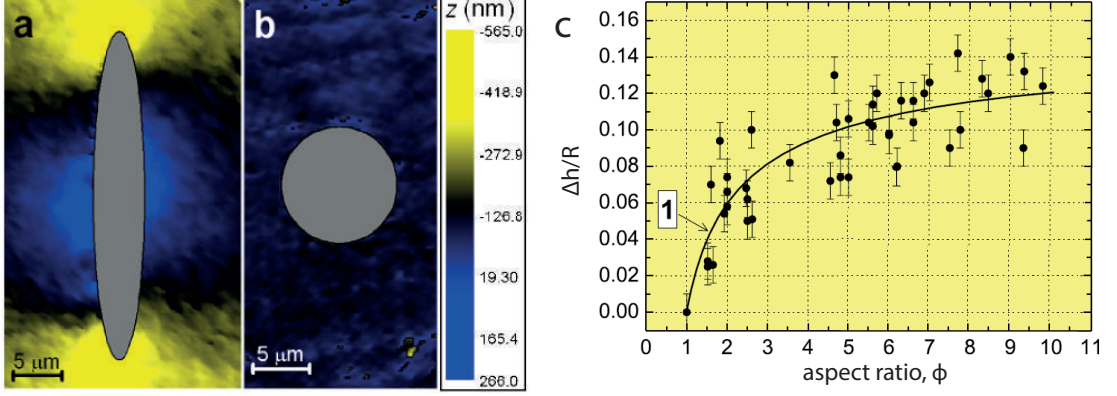 a
5 μm
b
5 μm
z (nm)
-565.0
-418.9
-272.9
-126.8
19.30
165.4
266.0
c
Δh/R
0.16
0.14
0.12
0.10
0.08
0.06
0.04
0.02
0.00
1
0 1 2 3 4 5 6 7 8 9 10 11
aspect ratio, ϕ